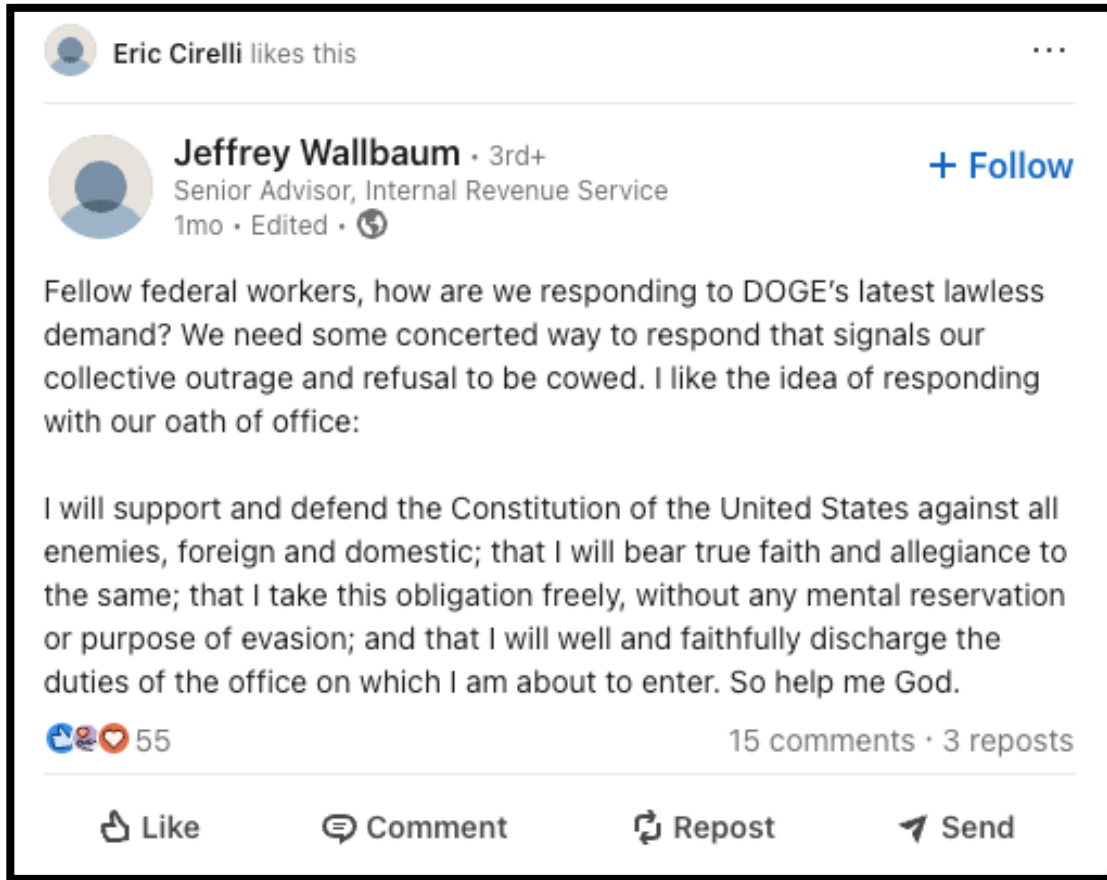 Eric Cirelli likes this
...
Jeffrey Wallbaum · 3rd+
+ Follow
Senior Advisor, Internal Revenue Service
1mo • Edited •
Fellow federal workers, how are we responding to DOGE’s latest lawless
demand? We need some concerted way to respond that signals our
collective outrage and refusal to be cowed. I like the idea of responding
with our oath of office:
I will support and defend the Constitution of the United States against all
enemies, foreign and domestic; that I will bear true faith and allegiance to
the same; that I take this obligation freely, without any mental reservation
or purpose of evasion; and that I will well and faithfully discharge the
duties of the office on which I am about to enter. So help me God.
55
15 comments · 3 reposts
Like Comment Repost Send